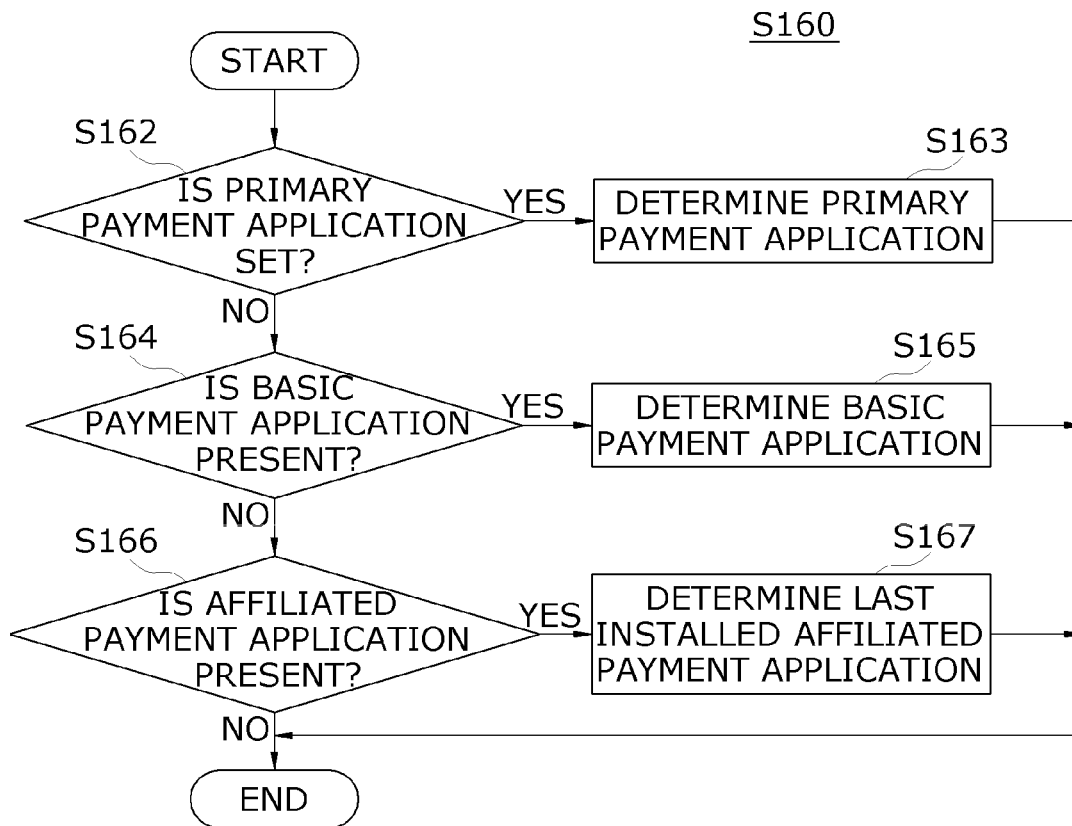 S160
START
S162
IS PRIMARY
PAYMENT APPLICATION
SET?
YES
S163
DETERMINE PRIMARY
PAYMENT APPLICATION
NO
S164
IS BASIC
PAYMENT APPLICATION
PRESENT?
YES
S165
DETERMINE BASIC
PAYMENT APPLICATION
NO
S166
IS AFFILIATED
PAYMENT APPLICATION
PRESENT?
YES
S167
DETERMINE LAST
INSTALLED AFFILIATED
PAYMENT APPLICATION
NO
END